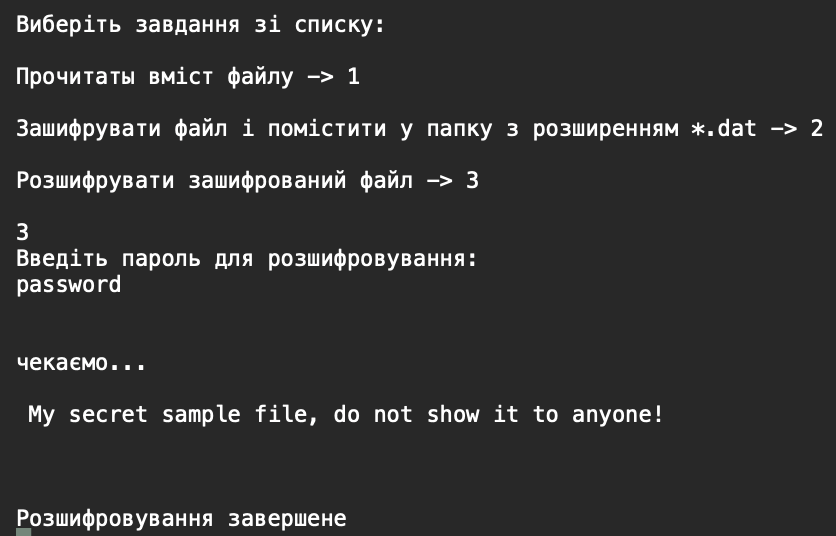 Виберіть завдання зі списку:
Прочитаты вміст файлу -> 1
Зашифрувати файл і помістити у папку з розширенням *.dat -> 2
Розшифрувати зашифрований файл -> 3
3
Введіть пароль для розшифровування:
password
чекаємо...
My secret sample file, do not show it to anyone!
Розшифровування завершене